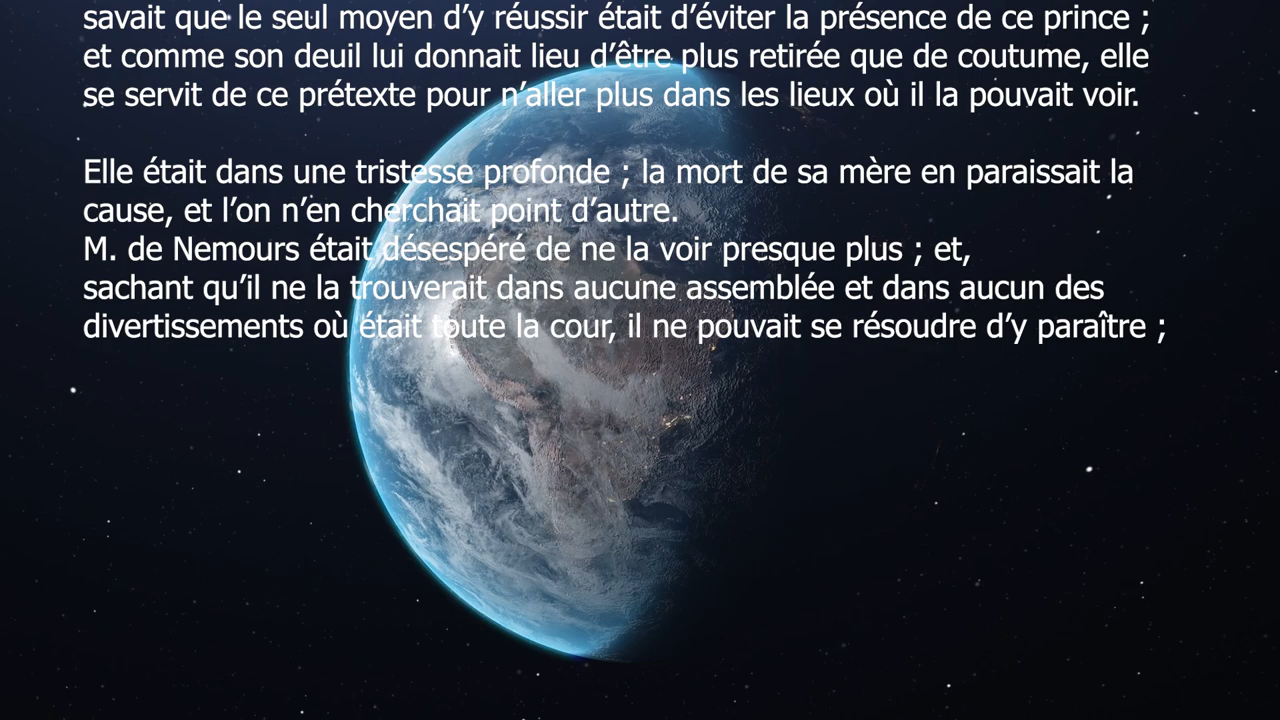 savait que le seul moyen d’y réussir était d’éviter la présence de ce prince ;
et comme son deuil lui donnait lieu d’être plus retirée que de coutume, elle
se servit de ce prétexte pour n’aller plus dans les lieux où il la pouvait voir.
Elle était dans une tristesse profonde ; la mort de sa mère en paraissait la
cause, et l’on n’en cherchait point d’autre.
M. de Nemours était désespéré de ne la voir presque plus ; et,
sachant qu’il ne la trouverait dans aucune assemblée et dans aucun des
divertissements où était toute la cour, il ne pouvait se résoudre d’y paraître ;